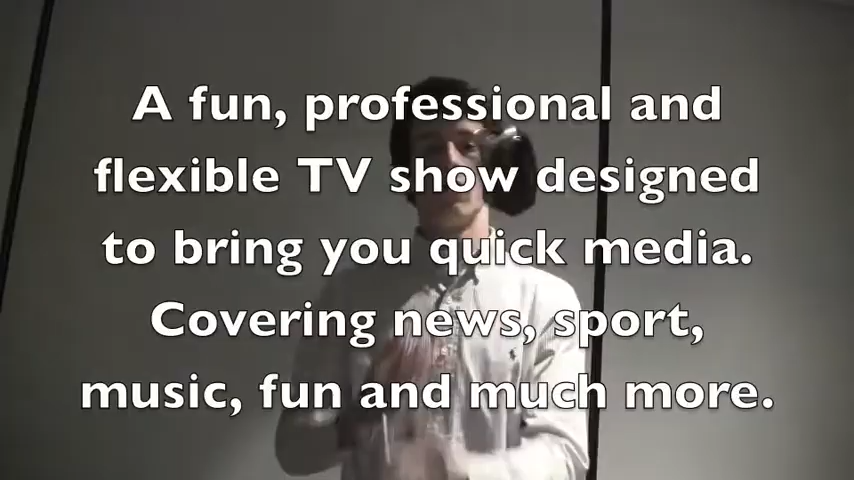 A fun, professional and
flexible TV show designed
to bring you quick media.
Covering news, sport,
music, fun and much more.